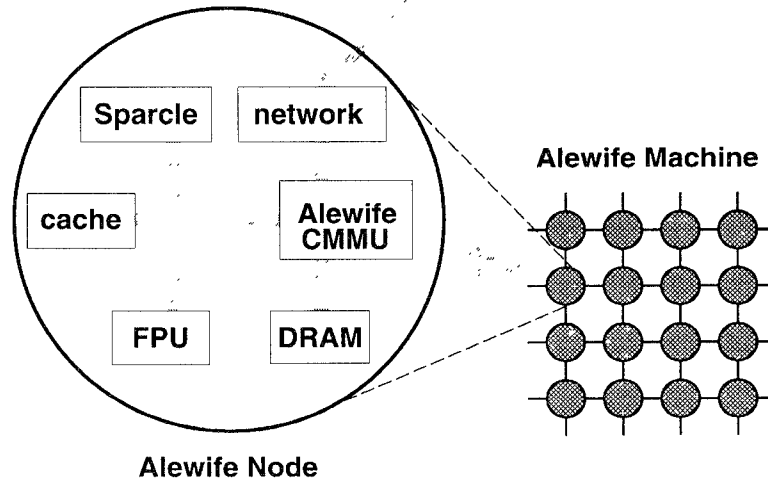 Sparcle
network
Alewife Machine
cache
Alewife
CMMU
FPU
DRAM
Alewife Node